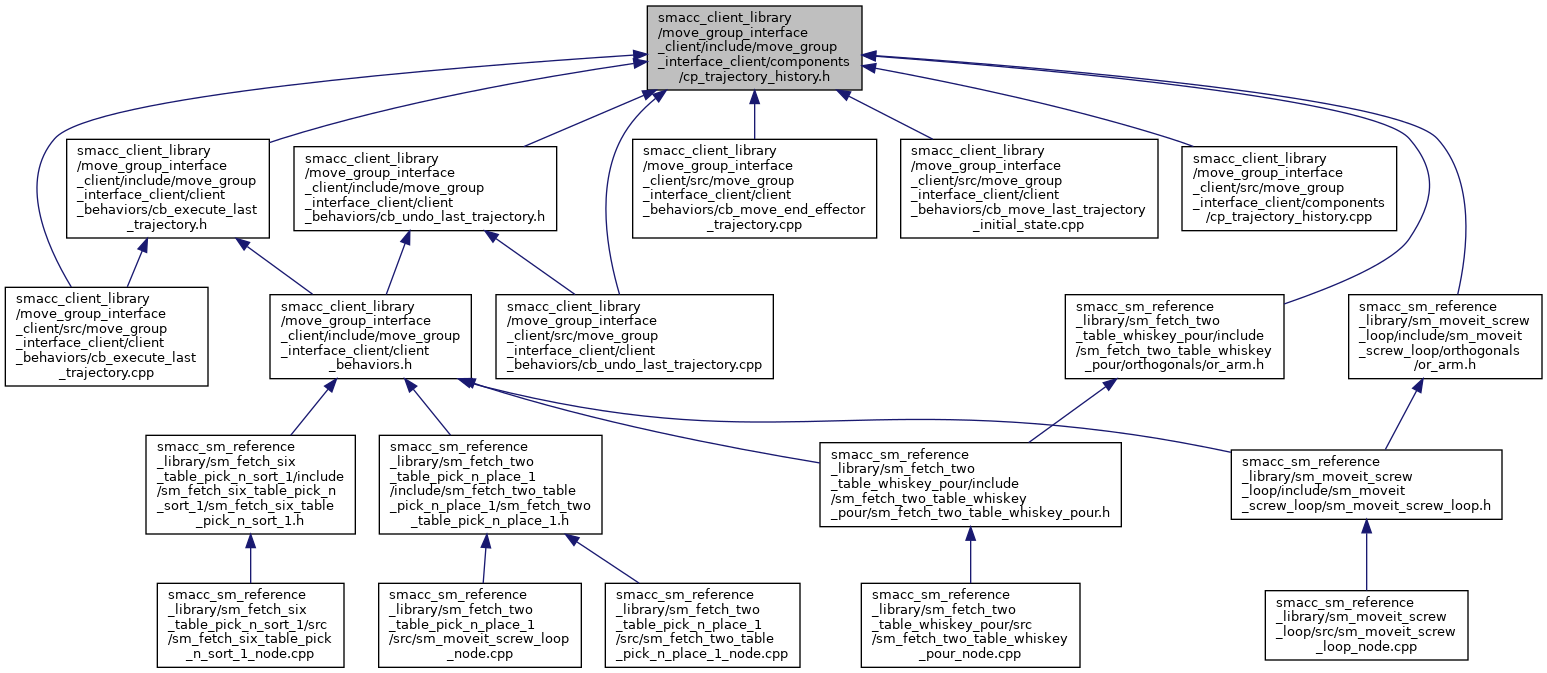 smacc_client_library
/move_group_interface
_client/include/move_group
_interface_client/components
/cp_trajectory_history.h
smacc_client_library
/move_group_interface
_client/include/move_group
_interface_client/client
_behaviors/cb_execute_last
_trajectory.h
smacc_client_library
/move_group_interface
_client/include/move_group
_interface_client/client
_behaviors/cb_undo_last_trajectory.h
smacc_client_library
/move_group_interface
_client/src/move_group
_interface_client/client
_behaviors/cb_move_end_effector
_trajectory.cpp
smacc_client_library
/move_group_interface
_client/src/move_group
_interface_client/client
_behaviors/cb_move_last_trajectory
_initial_state.cpp
smacc_client_library
/move_group_interface
_client/src/move_group
_interface_client/components
/cp_trajectory_history.cpp
smacc_client_library
/move_group_interface
_client/src/move_group
_interface_client/client
_behaviors/cb_execute_last
_trajectory.cpp
smacc_client_library
/move_group_interface
_client/include/move_group
_interface_client/client
_behaviors.h
smacc_client_library
/move_group_interface
_client/src/move_group
_interface_client/client
_behaviors/cb_undo_last_trajectory.cpp
smacc_sm_reference
_library/sm_fetch_two
_table_whiskey_pour/include
/sm_fetch_two_table_whiskey
_pour/orthogonals/or_arm.h
smacc_sm_reference
_library/sm_moveit_screw
_loop/include/sm_moveit
_screw_loop/orthogonals
/or_arm.h
smacc_sm_reference
_library/sm_fetch_six
_table_pick_n_sort_1/include
/sm_fetch_six_table_pick_n
_sort_1/sm_fetch_six_table
_pick_n_sort_1.h
smacc_sm_reference
_library/sm_fetch_two
_table_pick_n_place_1
/include/sm_fetch_two_table
_pick_n_place_1/sm_fetch_two
_table_pick_n_place_1.h
smacc_sm_reference
_library/sm_fetch_two
_table_whiskey_pour/include
/sm_fetch_two_table_whiskey
_pour/sm_fetch_two_table_whiskey_pour.h
smacc_sm_reference
_library/sm_moveit_screw
_loop/include/sm_moveit
_screw_loop/sm_moveit_screw_loop.h
smacc_sm_reference
_library/sm_fetch_six
_table_pick_n_sort_1/src
/sm_fetch_six_table_pick
_n_sort_1_node.cpp
smacc_sm_reference
_library/sm_fetch_two
_table_pick_n_place_1
/src/sm_moveit_screw_loop
_node.cpp
smacc_sm_reference
_library/sm_fetch_two
_table_pick_n_place_1
/src/sm_fetch_two_table
_pick_n_place_1_node.cpp
smacc_sm_reference
_library/sm_fetch_two
_table_whiskey_pour/src
/sm_fetch_two_table_whiskey
_pour_node.cpp
smacc_sm_reference
_library/sm_moveit_screw
_loop/src/sm_moveit_screw
_loop_node.cpp